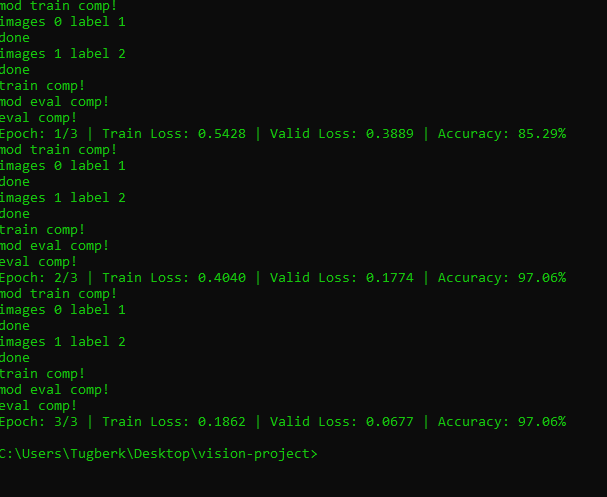 mod train comp!
images 0 label 1
done
images 1 label 2
done
train comp!
mod eval comp!
eval comp!
Epoch: 1/3 | Train Loss: 0.5428 | Valid Loss: 0.3889 | Accuracy: 85.29%
mod train comp!
images 0 label 1
done
images 1 label 2
done
train comp!
mod eval comp!
eval comp!
Epoch: 2/3 | Train Loss: 0.4040 | Valid Loss: 0.1774 | Accuracy: 97.06%
mod train comp!
images 0 label 1
done
images 1 label 2
done
train comp!
mod eval comp!
eval comp!
Epoch: 3/3 | Train Loss: 0.1862 | Valid Loss: 0.0677 | Accuracy: 97.06%
C:\Users\Tugberk\Desktop\vision-project>